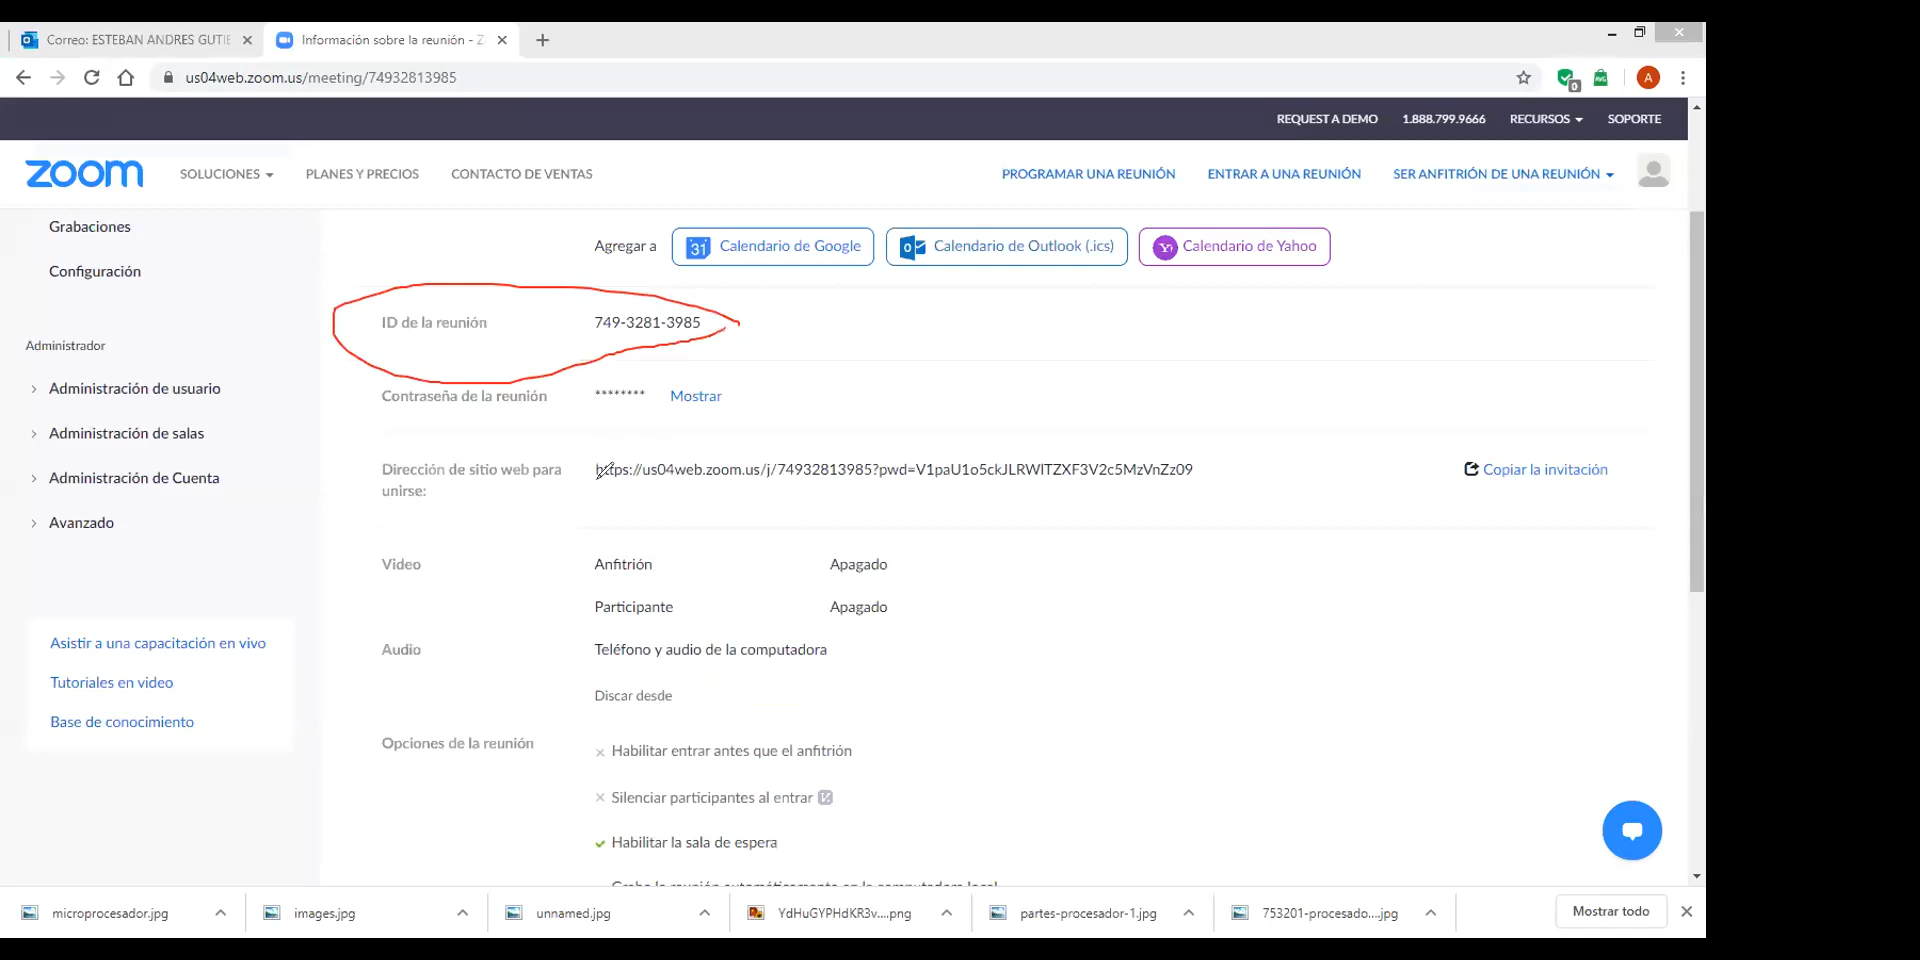 Correo: ESTEBAN ANDRES GUTIE
Información sobre la reunión - Z
us04web.zoom.us/meeting/74932813985
0
A
REQUEST A DEMO 1.888.799.9666 RECURSOS SOPORTE
zoom SOLUCIONES PLANES Y PRECIOS CONTACTO DE VENTAS PROGRAMAR UNA REUNIÓN ENTRAR A UNA REUNIÓN SER ANFITRIÓN DE UNA REUNIÓN
Grabaciones
Configuración
Administrador
Administración de usuario
Administración de salas
Administración de Cuenta
Avanzado
Asistir a una capacitación en vivo
Tutoriales en video
Base de conocimiento
Agregar a 31 Calendario de Google Calendario de Outlook (.ics) Calendario de Yahoo
ID de la reunión 749-3281-3985
Contraseña de la reunión ******** Mostrar
Dirección de sitio web para unirse:
https://us04web.zoom.us/j/74932813985?pwd=V1paU1o5ckJLRWlTZXF3V2c5MzVnZz09
Copiar la invitación
Video Anfitrión Apagado
Participante Apagado
Audio Teléfono y audio de la computadora
Discar desde
Opciones de la reunión
Habilitar entrar antes que el anfitrión
Silenciar participantes al entrar
Habilitar la sala de espera
microprocesador.jpg images.jpg unnamed.jpg YdHuGYPHdKR3v....png partes-procesador-1.jpg 753201-procesado....jpg Mostrar todo